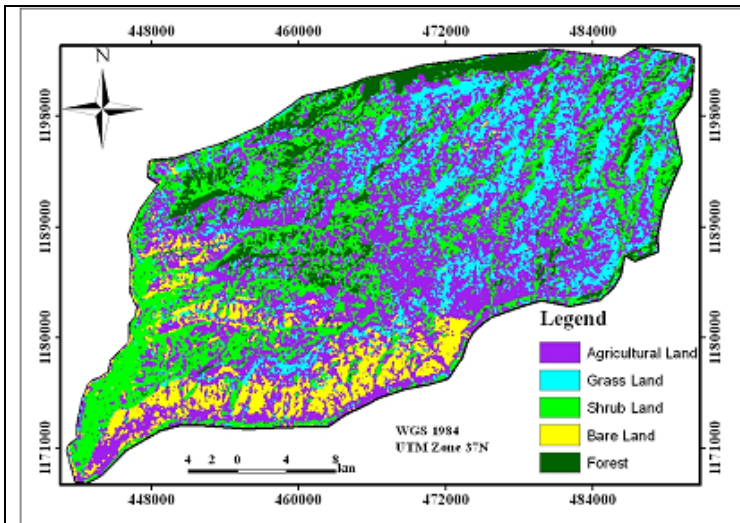 448000 460000 472000 484000
N
1198000 1198000
1189000 1189000
1180000 1180000
1171000 1171000
Legend
Agricultural Land
Grass Land
Shrub Land
Bare Land
Forest
WGS 1984
UTM Zone 37N
4 2 0 4 8
km
448000 460000 472000 484000